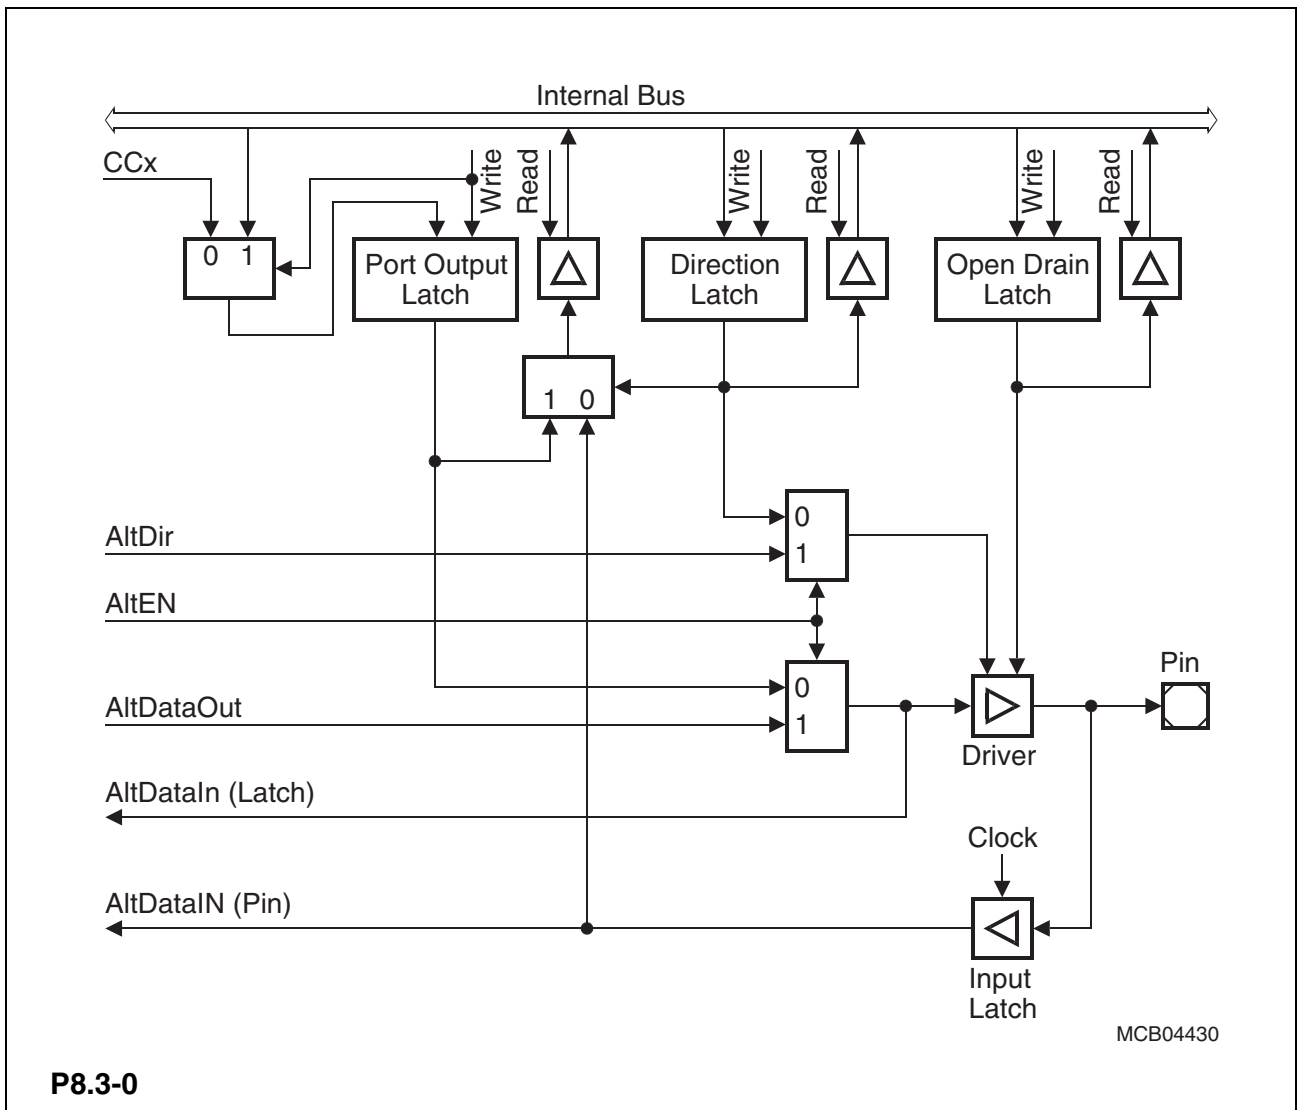 Internal Bus
CCx
Write
Read
Write
Read
Write
Read
0 1
Port Output
Latch
Direction
Latch
Open Drain
Latch
1 0
AltDir
0
1
AltEN
AltDataOut
0
1
Pin
Driver
AltDataIn (Latch)
Clock
AltDataIN (Pin)
Input
Latch
MCB04430
P8.3-0